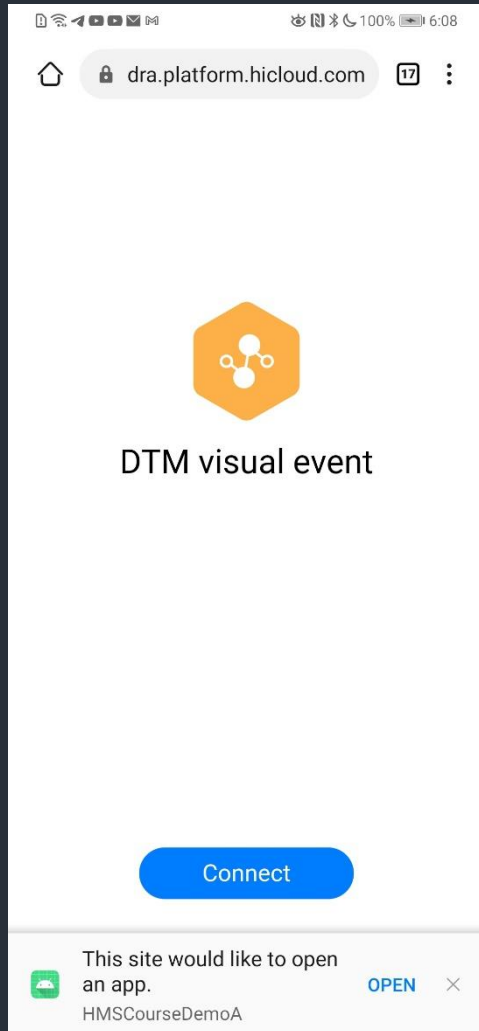 100% 6:08
dra.platform.hicloud.com 17
DTM visual event
Connect
This site would like to open
an app.
OPEN
HMSCourseDemoA